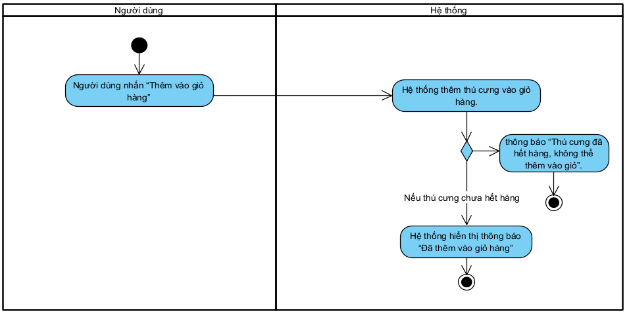 Người dùng
Hệ thống
Người dùng nhấn "Thêm vào giỏ
hàng"
Hệ thống thêm thú cưng vào giỏ
hàng.
thông báo "Thú cưng đã
hết hàng, không thể
thêm vào giỏ".
Nếu thú cưng chưa hết hàng
Hệ thống hiển thị thông báo
"Đã thêm vào giỏ hàng"